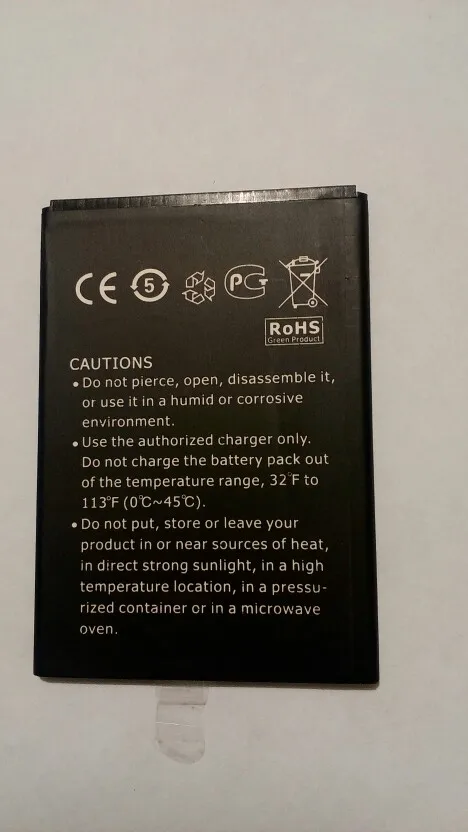 CE 5 PCT
RoHS
Green Product
CAUTIONS
• Do not pierce, open, disassemble it,
or use it in a humid or corrosive
environment.
• Use the authorized charger only.
Do not charge the battery pack out
of the temperature range, 32°F to
113°F (0℃~45℃).
• Do not put, store or leave your
product in or near sources of heat,
in direct strong sunlight, in a high
temperature location, in a pressu-
rized container or in a microwave
oven.